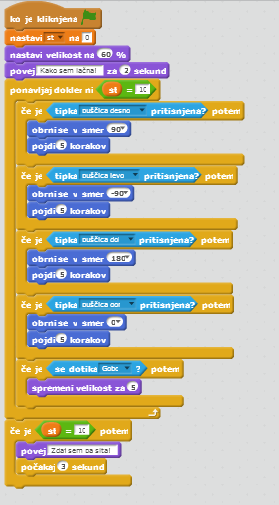 ko je kliknjena
nastavi st na 0
nastavi velikost na 60 %
povej Kako sem lačna! za 2 sekund
ponavljaj dokler ni st = 10
če je tipka puščica desno pritisnjena? potem
obrni se v smer 90
pojdi 5 korakov
če je tipka puščica levo pritisnjena? potem
obrni se v smer -90
pojdi 5 korakov
če je tipka puščica dol pritisnjena? potem
obrni se v smer 180
pojdi 5 korakov
če je tipka puščica gor pritisnjena? potem
obrni se v smer 0
pojdi 5 korakov
če je se dotika ? potem
spremeni velikost za 5
če je st = 10 potem
povej Zdaj sem pa sita!
počakaj 3 sekund